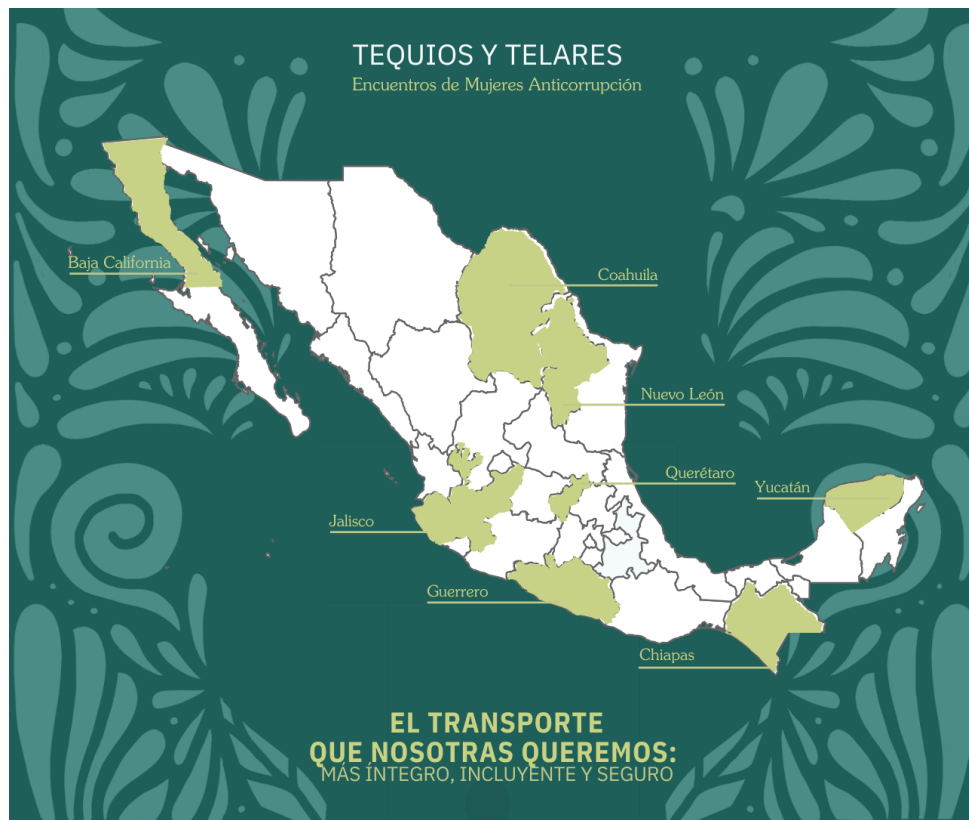 TEQUIOS Y TELARES
Encuentros de Mujeres Anticorrupción
Baja California
Coahuila
Nuevo León
Querétaro
Yucatán
Jalisco
Guerrero
Chiapas
EL TRANSPORTE
QUE NOSOTRAS QUEREMOS:
MÁS ÍNTEGRO, INCLUYENTE Y SEGURO